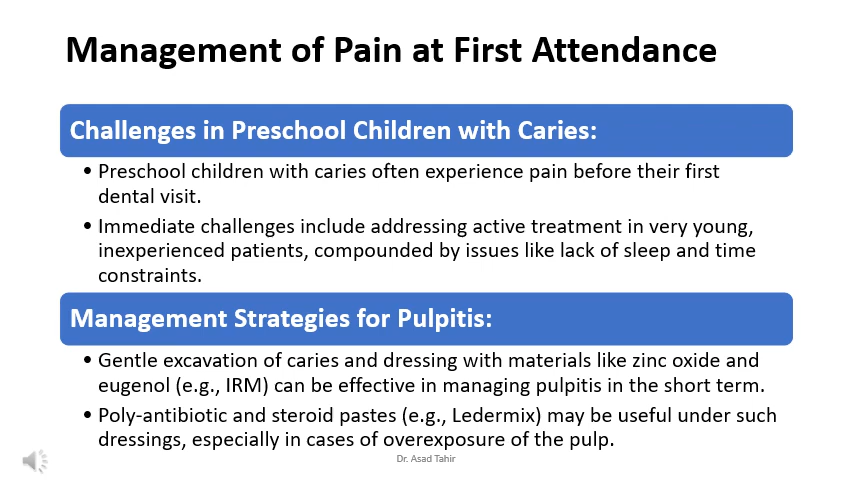 Management of Pain at First Attendance
Challenges in Preschool Children with Caries:
• Preschool children with caries often experience pain before their first
dental visit.
• Immediate challenges include addressing active treatment in very young,
inexperienced patients, compounded by issues like lack of sleep and time
constraints.
Management Strategies for Pulpitis:
• Gentle excavation of caries and dressing with materials like zinc oxide and
eugenol (e.g., IRM) can be effective in managing pulpitis in the short term.
• Poly-antibiotic and steroid pastes (e.g., Ledermix) may be useful under such
dressings, especially in cases of overexposure of the pulp.
Dr. Asad Tahir